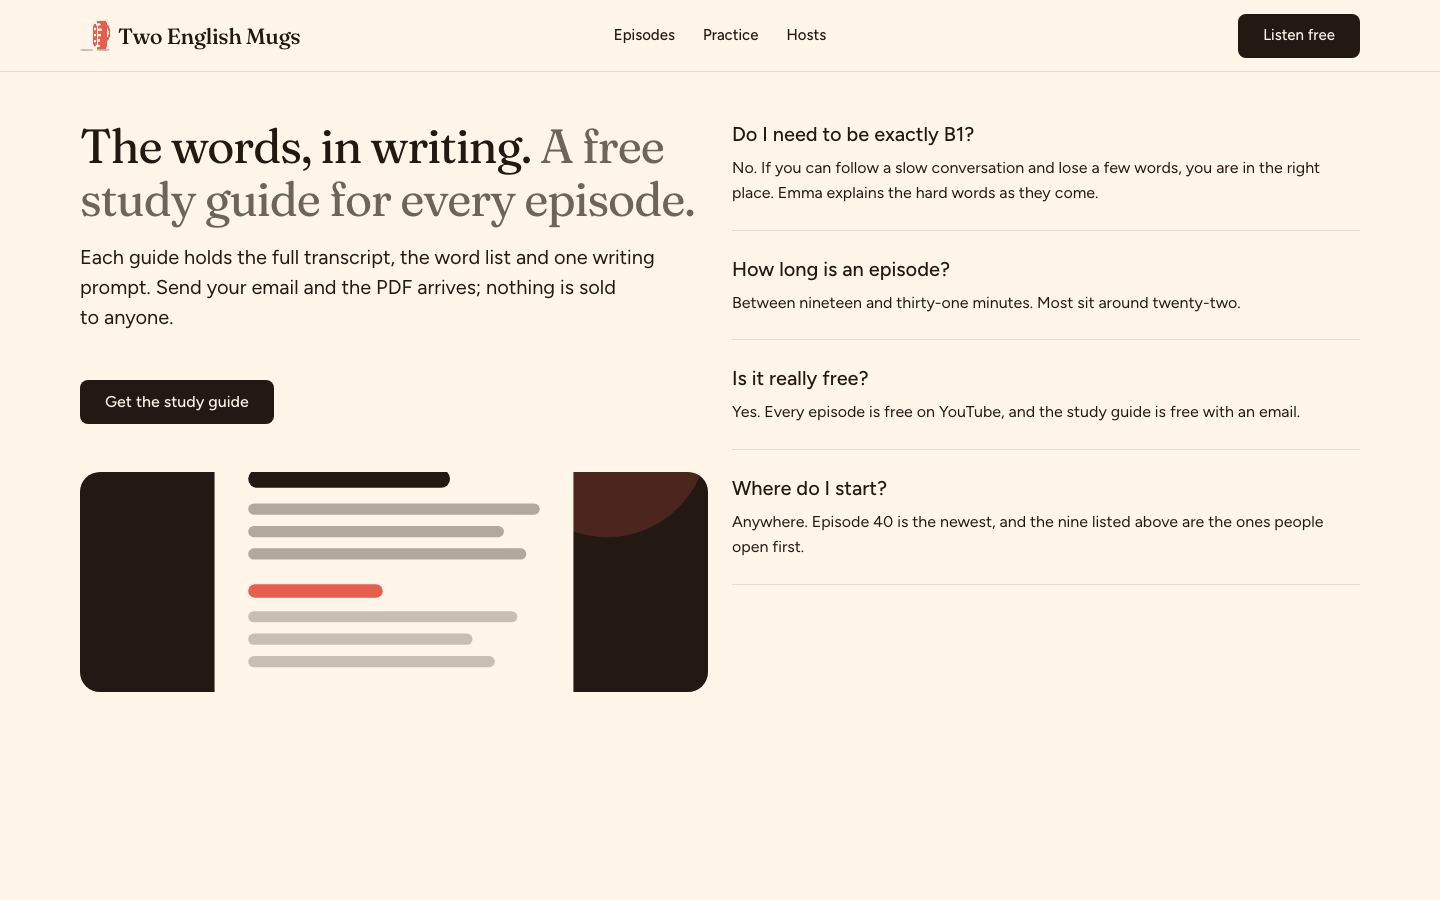 Two English Mugs
Episodes
Practice
Hosts
Listen free
The words, in writing. A free
study guide for every episode.
Each guide holds the full transcript, the word list and one writing
prompt. Send your email and the PDF arrives; nothing is sold
to anyone.
Get the study guide
Do I need to be exactly B1?
No. If you can follow a slow conversation and lose a few words, you are in the right
place. Emma explains the hard words as they come.
How long is an episode?
Between nineteen and thirty-one minutes. Most sit around twenty-two.
Is it really free?
Yes. Every episode is free on YouTube, and the study guide is free with an email.
Where do I start?
Anywhere. Episode 40 is the newest, and the nine listed above are the ones people
open first.